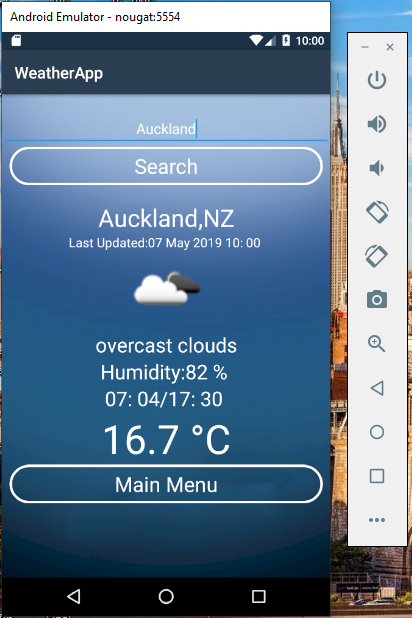 Android Emulator - nougat:5554
10:00
WeatherApp
Auckland
Search
Auckland,NZ
Last Updated:07 May 2019 10: 00
overcast clouds
Humidity:82 %
07: 04/17: 30
16.7 °C
Main Menu